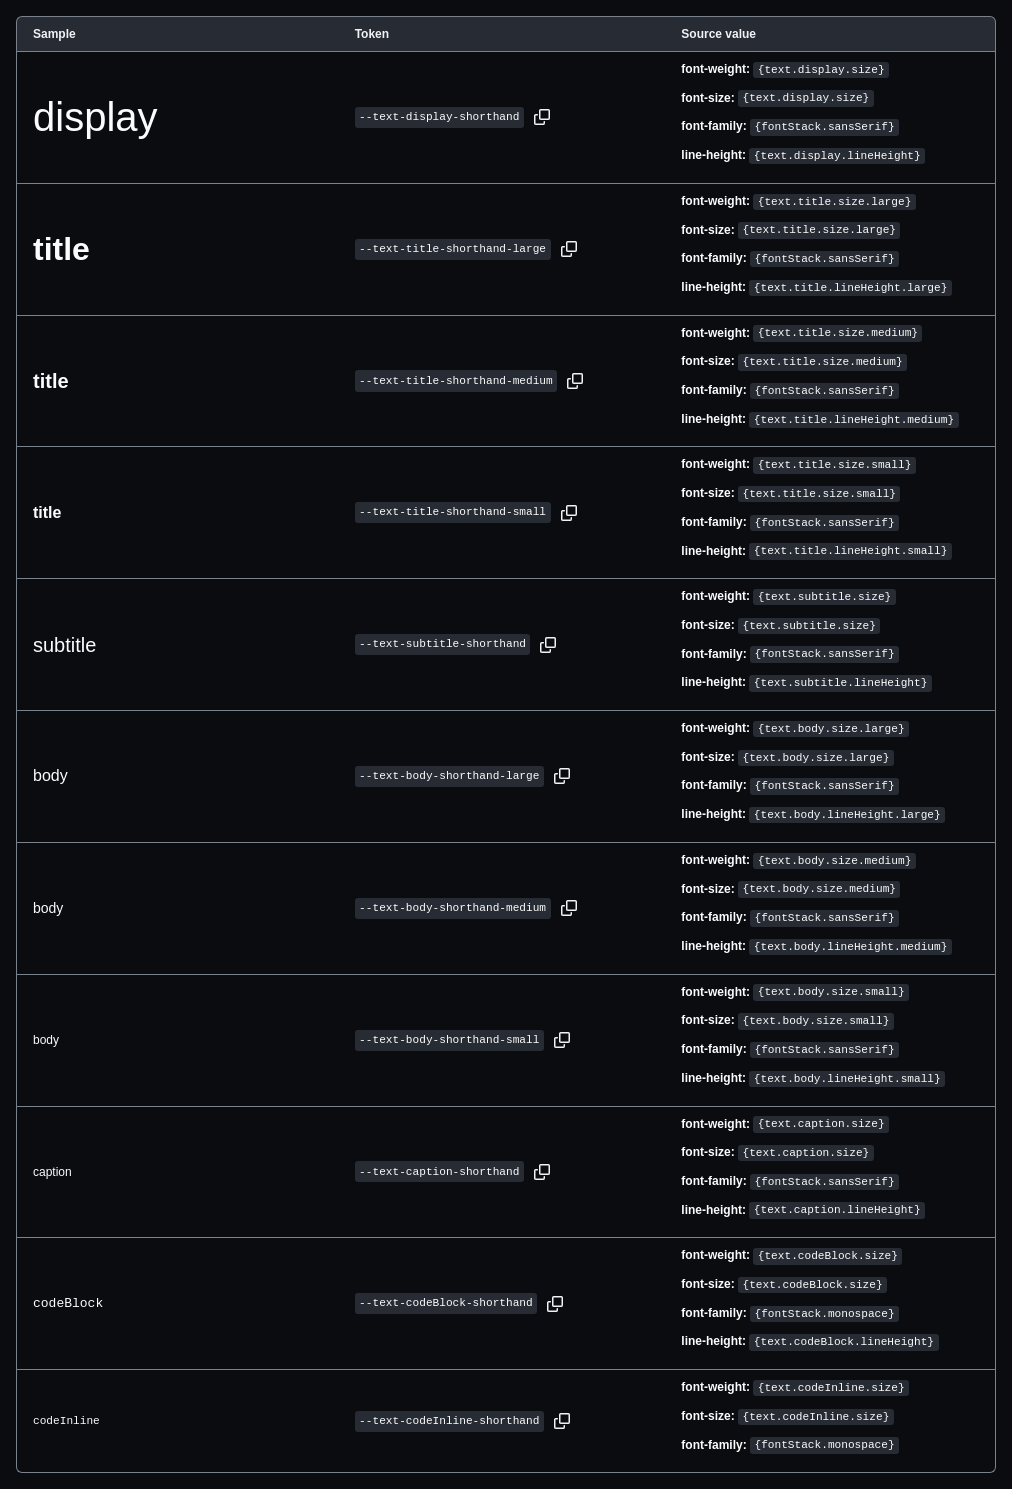 Sample Token Source value
display --text-display-shorthand font-weight: {text.display.size}
font-size: {text.display.size}
font-family: {fontStack.sansSerif}
line-height: {text.display.lineHeight}
title --text-title-shorthand-large font-weight: {text.title.size.large}
font-size: {text.title.size.large}
font-family: {fontStack.sansSerif}
line-height: {text.title.lineHeight.large}
title --text-title-shorthand-medium font-weight: {text.title.size.medium}
font-size: {text.title.size.medium}
font-family: {fontStack.sansSerif}
line-height: {text.title.lineHeight.medium}
title --text-title-shorthand-small font-weight: {text.title.size.small}
font-size: {text.title.size.small}
font-family: {fontStack.sansSerif}
line-height: {text.title.lineHeight.small}
subtitle --text-subtitle-shorthand font-weight: {text.subtitle.size}
font-size: {text.subtitle.size}
font-family: {fontStack.sansSerif}
line-height: {text.subtitle.lineHeight}
body --text-body-shorthand-large font-weight: {text.body.size.large}
font-size: {text.body.size.large}
font-family: {fontStack.sansSerif}
line-height: {text.body.lineHeight.large}
body --text-body-shorthand-medium font-weight: {text.body.size.medium}
font-size: {text.body.size.medium}
font-family: {fontStack.sansSerif}
line-height: {text.body.lineHeight.medium}
body --text-body-shorthand-small font-weight: {text.body.size.small}
font-size: {text.body.size.small}
font-family: {fontStack.sansSerif}
line-height: {text.body.lineHeight.small}
caption --text-caption-shorthand font-weight: {text.caption.size}
font-size: {text.caption.size}
font-family: {fontStack.sansSerif}
line-height: {text.caption.lineHeight}
codeBlock --text-codeBlock-shorthand font-weight: {text.codeBlock.size}
font-size: {text.codeBlock.size}
font-family: {fontStack.monospace}
line-height: {text.codeBlock.lineHeight}
codeInline --text-codeInline-shorthand font-weight: {text.codeInline.size}
font-size: {text.codeInline.size}
font-family: {fontStack.monospace}